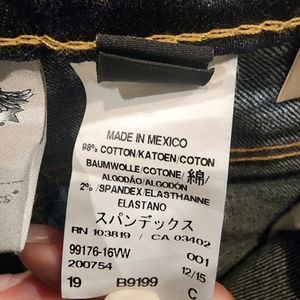 MADE IN MEXICO
98% COTTON/KATOEN/COTON
BAUMWOLLE/COTONE/綿/
ALGODÃO/ALGODÓN
2%/SPANDEX/ELASTHANNE
ELASTANO
スパンデックス
RN 103819 / CA 03402
99176-16VW 001
200754 12/15
19 B9199 C